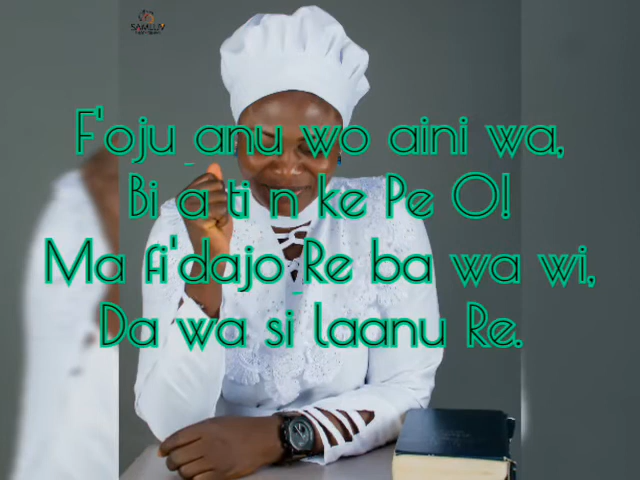 SAMLUV
F'oju anu wo aini wa,
Bi a ti n ke Pe O!
Ma fi'dajo Re ba wa wi,
Da wa si laanu Re.